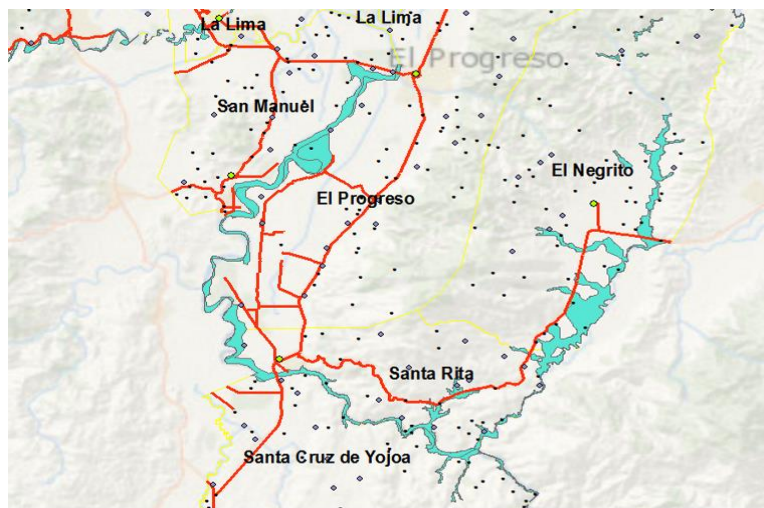 La Lima
La Lima
El Progreso
San Manuel
El Negrito
El Progreso
Santa Rita
Santa Cruz de Yojoa